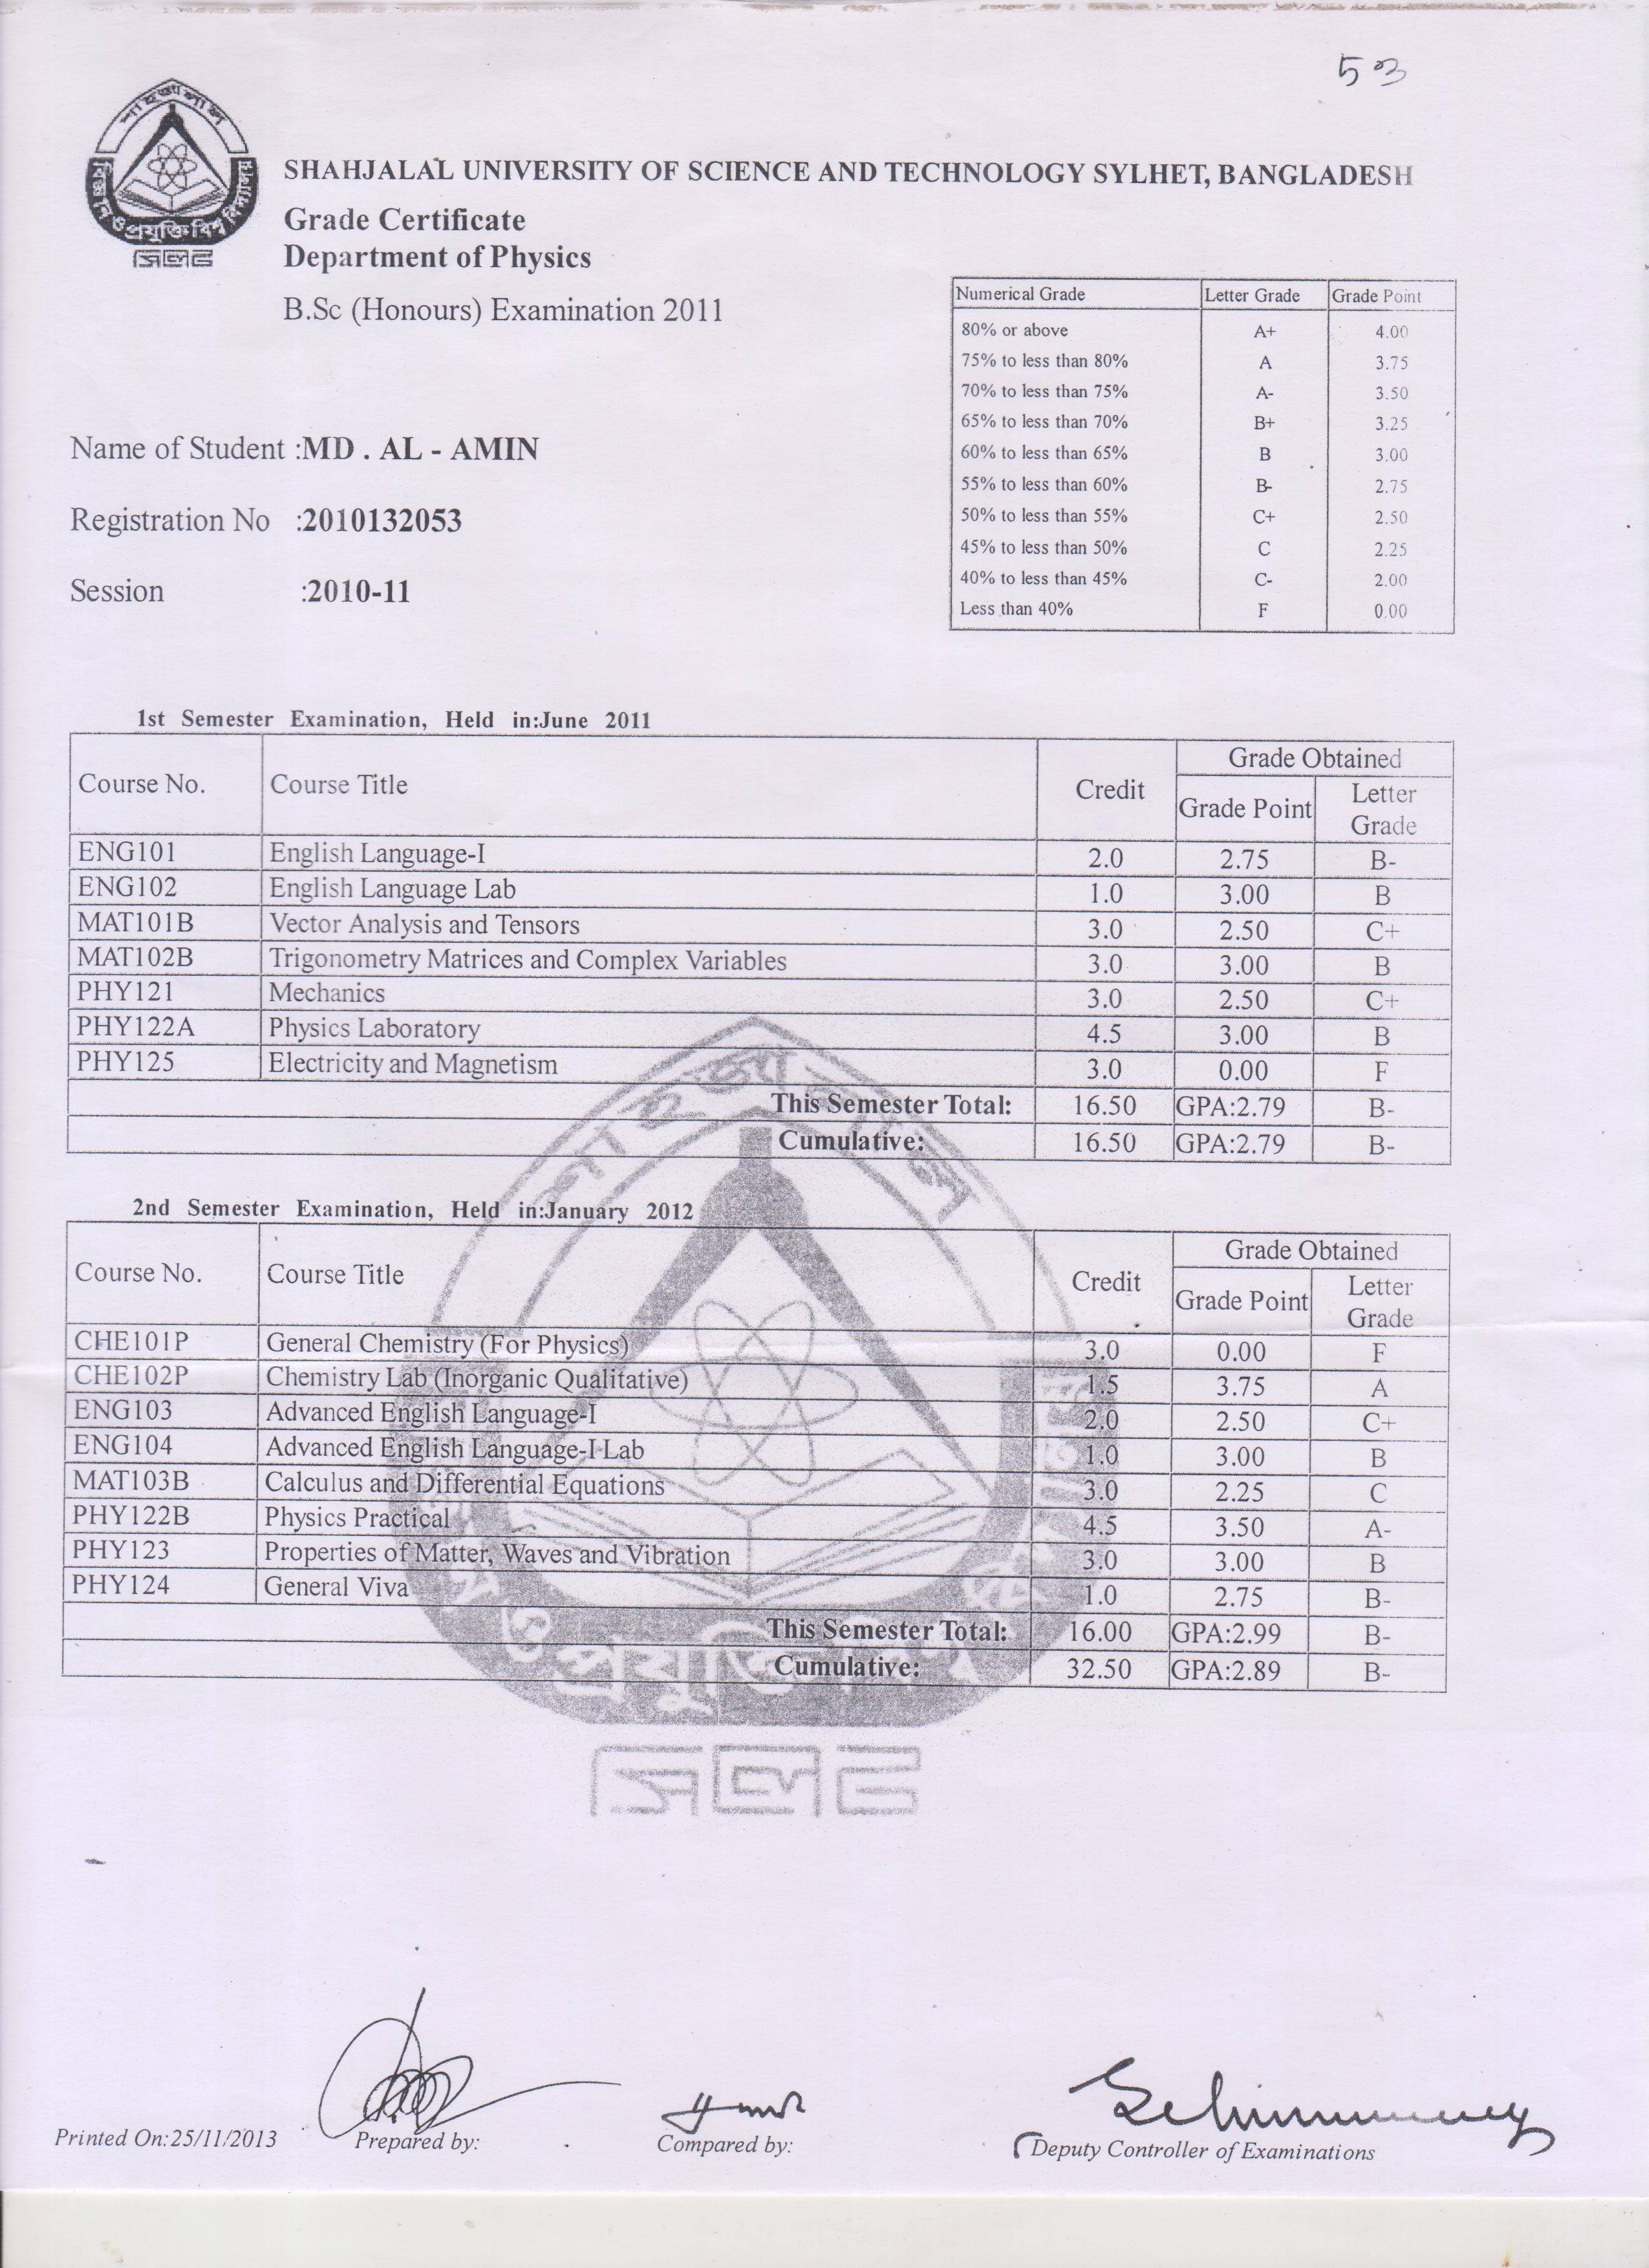 53
শাহজালাল
বিজ্ঞান ও প্রযুক্তি বিশ্ববিদ্যালয়
সিলেট
SHAHJALAL UNIVERSITY OF SCIENCE AND TECHNOLOGY SYLHET, BANGLADESH
Grade Certificate
Department of Physics
B.Sc (Honours) Examination 2011
Numerical Grade Letter Grade Grade Point
80% or above A+ 4.00
75% to less than 80% A 3.75
70% to less than 75% A- 3.50
65% to less than 70% B+ 3.25
60% to less than 65% B 3.00
55% to less than 60% B- 2.75
50% to less than 55% C+ 2.50
45% to less than 50% C 2.25
40% to less than 45% C- 2.00
Less than 40% F 0.00
Name of Student :MD . AL - AMIN
Registration No :2010132053
Session :2010-11
1st Semester Examination, Held in:June 2011
Course No. Course Title Credit Grade Obtained
Grade Point Letter Grade
ENG101 English Language-I 2.0 2.75 B-
ENG102 English Language Lab 1.0 3.00 B
MAT101B Vector Analysis and Tensors 3.0 2.50 C+
MAT102B Trigonometry Matrices and Complex Variables 3.0 3.00 B
PHY121 Mechanics 3.0 2.50 C+
PHY122A Physics Laboratory 4.5 3.00 B
PHY125 Electricity and Magnetism 3.0 0.00 F
This Semester Total: 16.50 GPA:2.79 B-
Cumulative: 16.50 GPA:2.79 B-
2nd Semester Examination, Held in:January 2012
Course No. Course Title Credit Grade Obtained
Grade Point Letter Grade
CHE101P General Chemistry (For Physics) 3.0 0.00 F
CHE102P Chemistry Lab (Inorganic Qualitative) 1.5 3.75 A
ENG103 Advanced English Language-I 2.0 2.50 C+
ENG104 Advanced English Language-I Lab 1.0 3.00 B
MAT103B Calculus and Differential Equations 3.0 2.25 C
PHY122B Physics Practical 4.5 3.50 A-
PHY123 Properties of Matter, Waves and Vibration 3.0 3.00 B
PHY124 General Viva 1.0 2.75 B-
This Semester Total: 16.00 GPA:2.99 B-
Cumulative: 32.50 GPA:2.89 B-
সিলেট
Printed On:25/11/2013 Prepared by: Compared by: Deputy Controller of Examinations